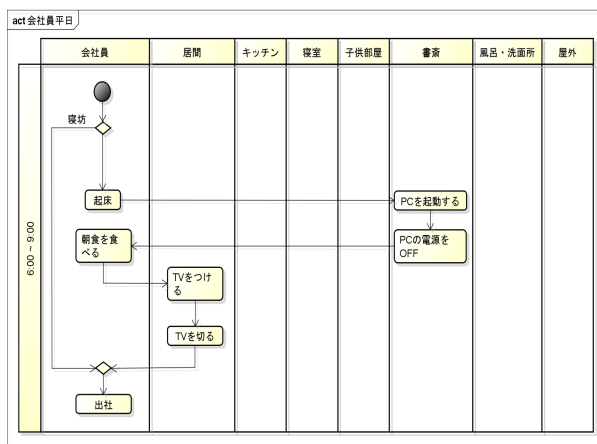 act 会社員平日
会社員
居間
キッチン
寝室
子供部屋
書斎
風呂・洗面所
屋外
6:00 ~ 9:00
寝坊
起床
PCを起動する
朝食を食
べる
PCの電源を
OFF
TVをつけ
る
TVを切る
出社